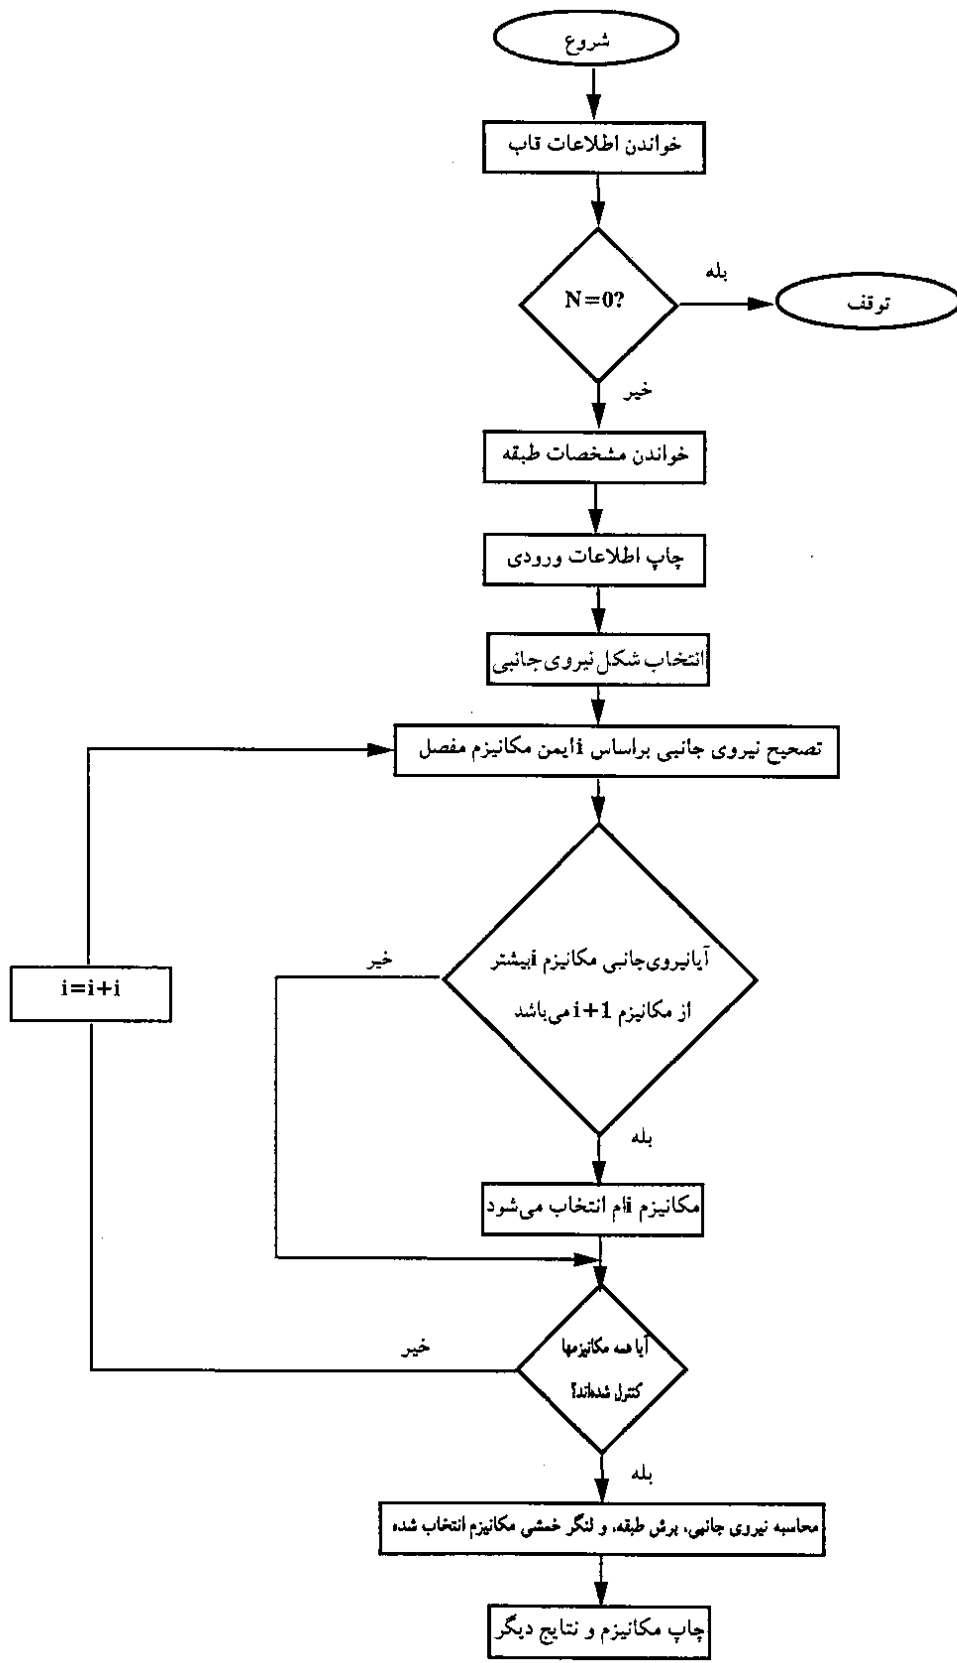 شروع
خواندن اطلاعات قاب
N=0?
بله
توقف
خیر
خواندن مشخصات طبقه
چاپ اطلاعات ورودی
انتخاب شکل نیروی جانبی
تصحیح نیروی جانبی براساس iایمن مکانیزم مفصل
آیانیروی‌جانبی مکانیزم iبیشتر
از مکانیزم i+1 می‌باشد
خیر
i=i+i
بله
مکانیزم iام انتخاب می‌شود
آیا همه مکانیزمها
کنترل شده‌اند؟
خیر
بله
محاسبه نیروی جانبی، برش طبقه، و لنگر خمشی مکانیزم انتخاب شده
چاپ مکانیزم و نتایج دیگر